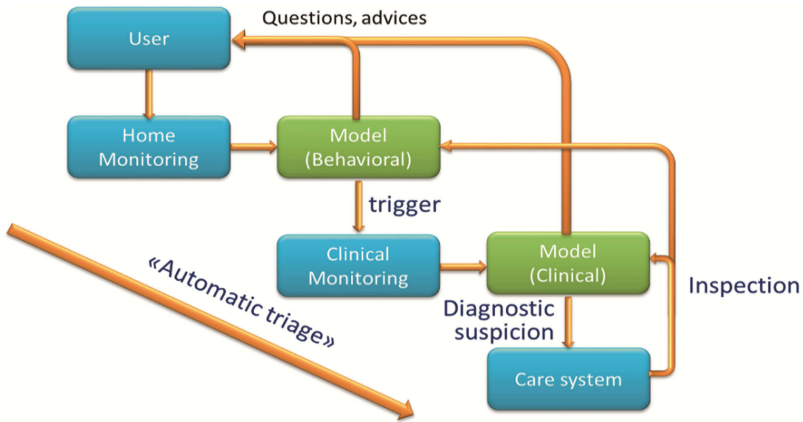 Questions, advices
User
Home
Monitoring
Model
(Behavioral)
trigger
Clinical
Monitoring
Model
(Clinical)
Inspection
«Automatic triage»
Diagnostic
suspicion
Care system